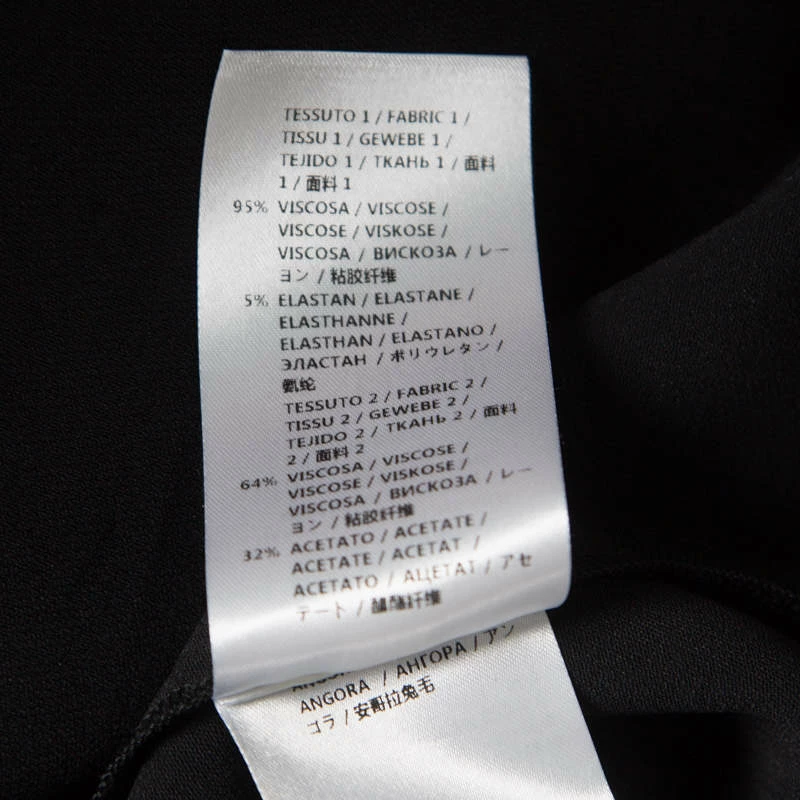 TESSUTO 1 / FABRIC 1 /
TISSU 1 / GEWEBE 1 /
TEJIDO 1 / ТКАНЬ 1 / 面料
1 / 面料 1
95% VISCOSA / VISCOSE /
VISCOSE / VISKOSE /
VISCOSA / ВИСКОЗА / レー
ヨン / 粘胶纤维
5% ELASTAN / ELASTANE /
ELASTHANNE /
ELASTHAN / ELASTANO /
ЭЛАСТАН / ポリウレタン /
氨纶
TESSUTO 2 / FABRIC 2 /
TISSU 2 / GEWEBE 2 /
TEJIDO 2 / ТКАНЬ 2 / 面料
2 / 面料 2
64% VISCOSA / VISCOSE /
VISCOSE / VISKOSE /
VISCOSA / ВИСКОЗА / レー
ヨン / 粘胶纤维
32% ACETATO / ACETATE /
ACETATE / ACETAT /
ACETATO / АЦЕТАТ / アセ
テート / 醋酯纤维
ANGORA / АНГОРА / アン
ゴラ / 安哥拉兔毛